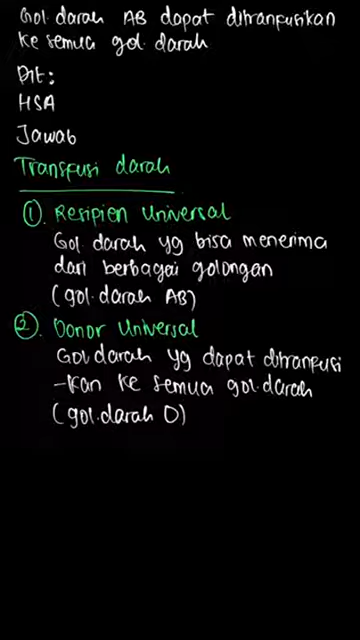 Gol. darah AB dapat ditranfusikan
ke semua gol. darah
Dit:
HSA
Jawab
Transfusi darah
① Resipien Universal
Gol. darah yg bisa menerima
dari berbagai golongan
(gol. darah AB)
② Donor Universal
Gol darah yg dapat ditranfusi
-kan ke semua gol. darah
(gol. darah O)